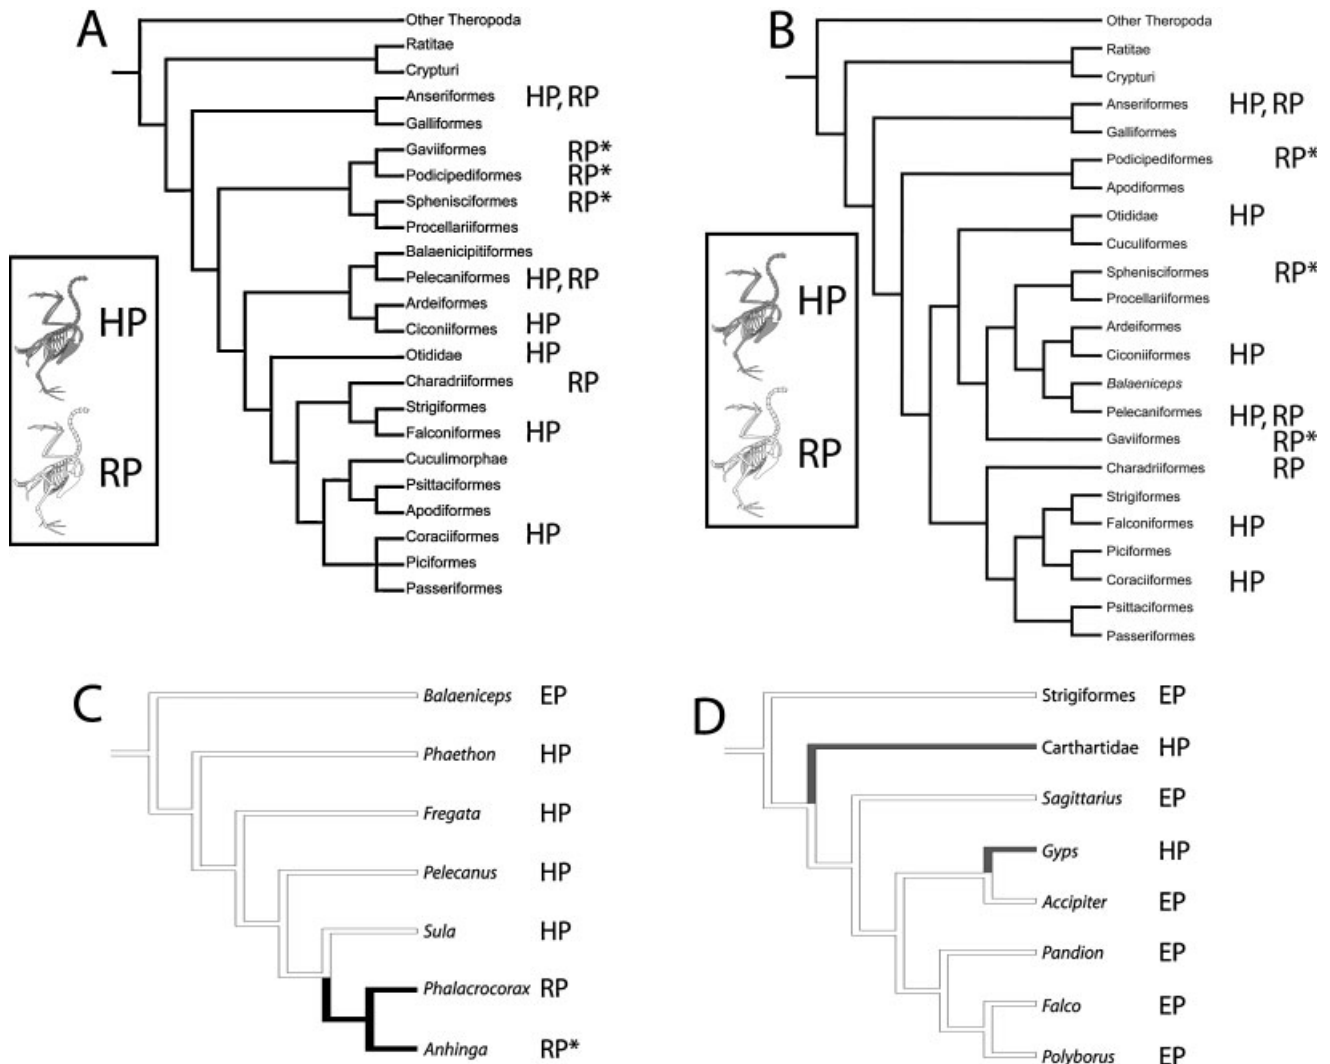 A
Other Theropoda
Ratitae
Crypturi
Anseriformes HP, RP
Galliformes
Gaviiformes RP*
Podicipediformes RP*
Sphenisciformes RP*
Procellariiformes
Balaenicipitiformes
Pelecaniformes HP, RP
Ardeiformes
Ciconiiformes HP
Otididae HP
Charadriiformes RP
Strigiformes
Falconiformes HP
Cuculimorphae
Psittaciformes
Apodiformes
Coraciiformes HP
Piciformes
Passeriformes
HP
RP
B
Other Theropoda
Ratitae
Crypturi
Anseriformes HP, RP
Galliformes
Podicipediformes RP*
Apodiformes
Otididae HP
Cuculiformes
Sphenisciformes RP*
Procellariiformes
Ardeiformes
Ciconiiformes HP
Balaeniceps
Pelecaniformes HP, RP
Gaviiformes RP*
Charadriiformes RP
Strigiformes
Falconiformes HP
Piciformes
Coraciiformes HP
Psittaciformes
Passeriformes
HP
RP
C
Balaeniceps EP
Phaethon HP
Fregata HP
Pelecanus HP
Sula HP
Phalacrocorax RP
Anhinga RP*
D
Strigiformes EP
Carthartidae HP
Sagittarius EP
Gyps HP
Accipiter EP
Pandion EP
Falco EP
Polyborus EP